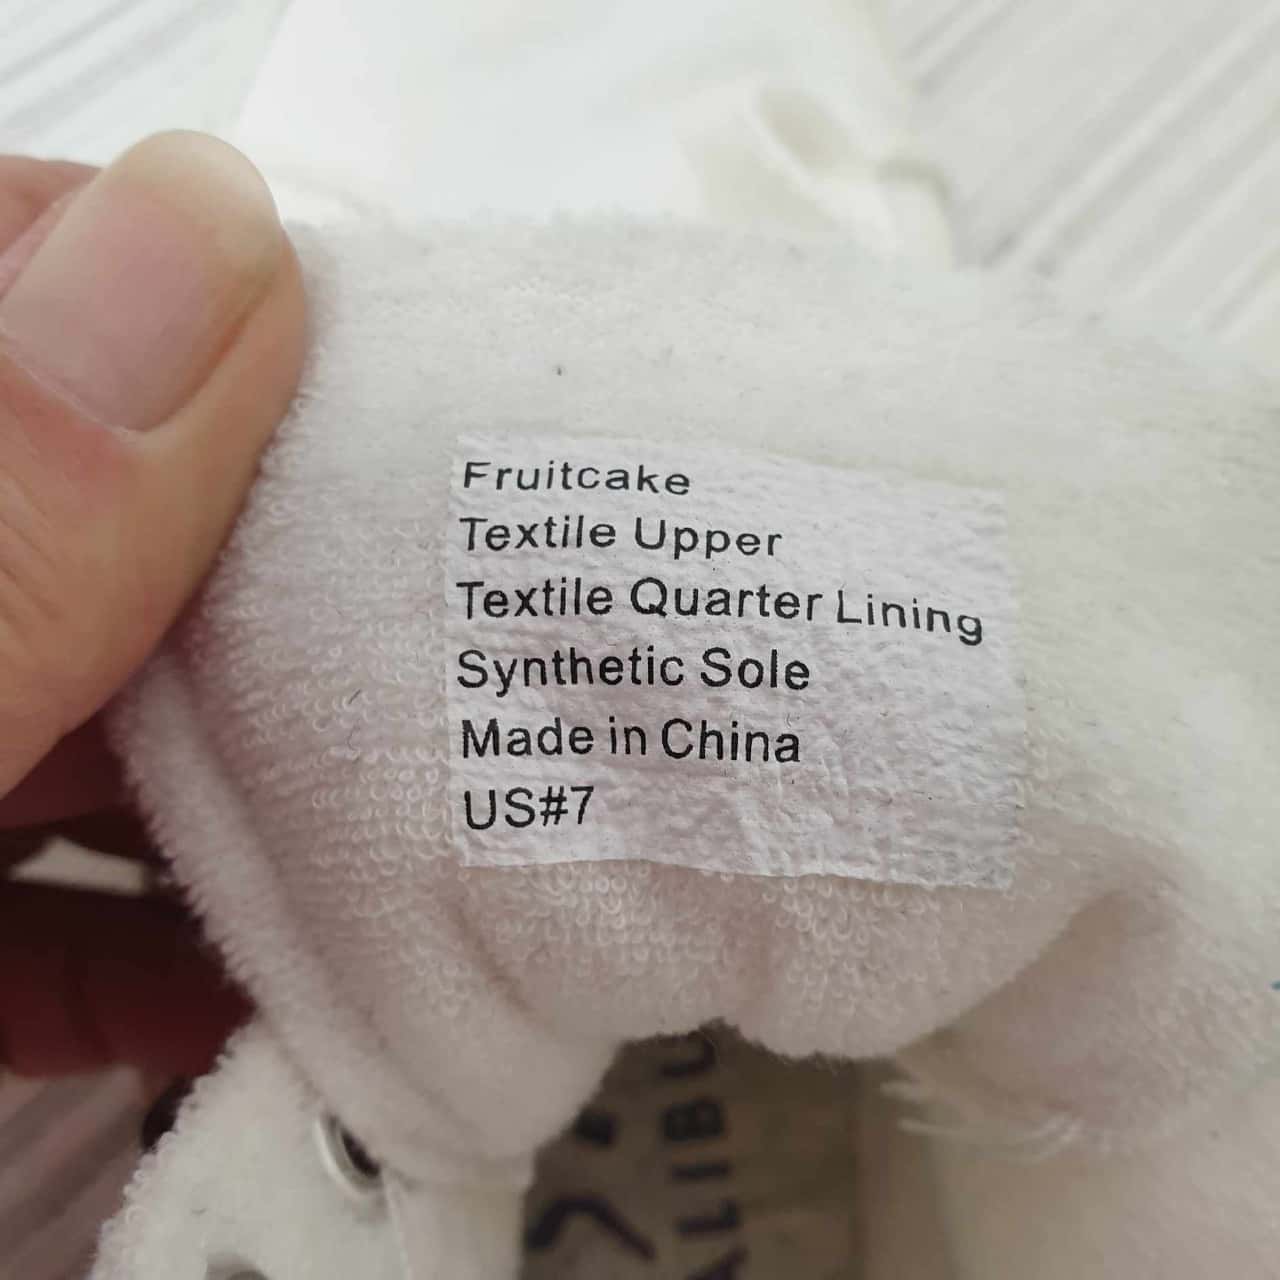 Fruitcake
Textile Upper
Textile Quarter Lining
Synthetic Sole
Made in China
US#7